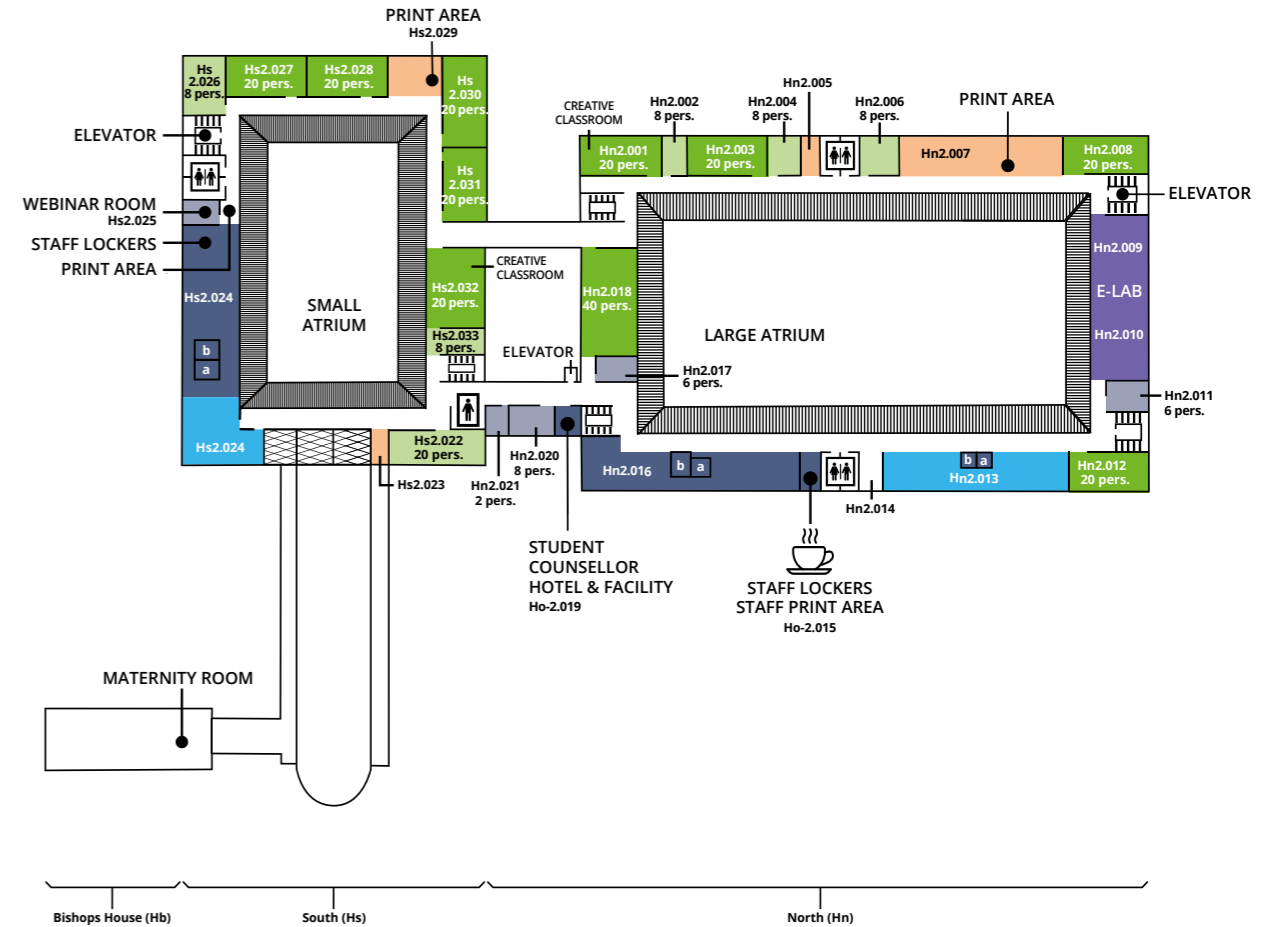 PRINT AREA
Hs2.029
Hs
2.026
8 pers.
Hs2.027
20 pers.
Hs2.028
20 pers.
Hs
2.030
20 pers.
Hs
2.031
20 pers.
ELEVATOR
WEBINAR ROOM
Hs2.025
STAFF LOCKERS
PRINT AREA
Hs2.024
b
a
Hs2.024
SMALL
ATRIUM
CREATIVE
CLASSROOM
Hs2.032
20 pers.
Hs2.033
8 pers.
Hs2.022
20 pers.
Hs2.023
CREATIVE
CLASSROOM
Hn2.001
20 pers.
Hn2.002
8 pers.
Hn2.003
20 pers.
Hn2.004
8 pers.
Hn2.005
Hn2.006
8 pers.
PRINT AREA
Hn2.007
Hn2.008
20 pers.
ELEVATOR
Hn2.009
E-LAB
Hn2.010
Hn2.011
6 pers.
Hn2.012
20 pers.
Hn2.018
40 pers.
LARGE ATRIUM
ELEVATOR
Hn2.017
6 pers.
Hn2.020
8 pers.
Hn2.021
2 pers.
Hn2.016
b
a
b
a
Hn2.013
Hn2.014
STUDENT
COUNSELLOR
HOTEL & FACILITY
Ho-2.019
STAFF LOCKERS
STAFF PRINT AREA
Ho-2.015
MATERNITY ROOM
Bishops House (Hb)
South (Hs)
North (Hn)